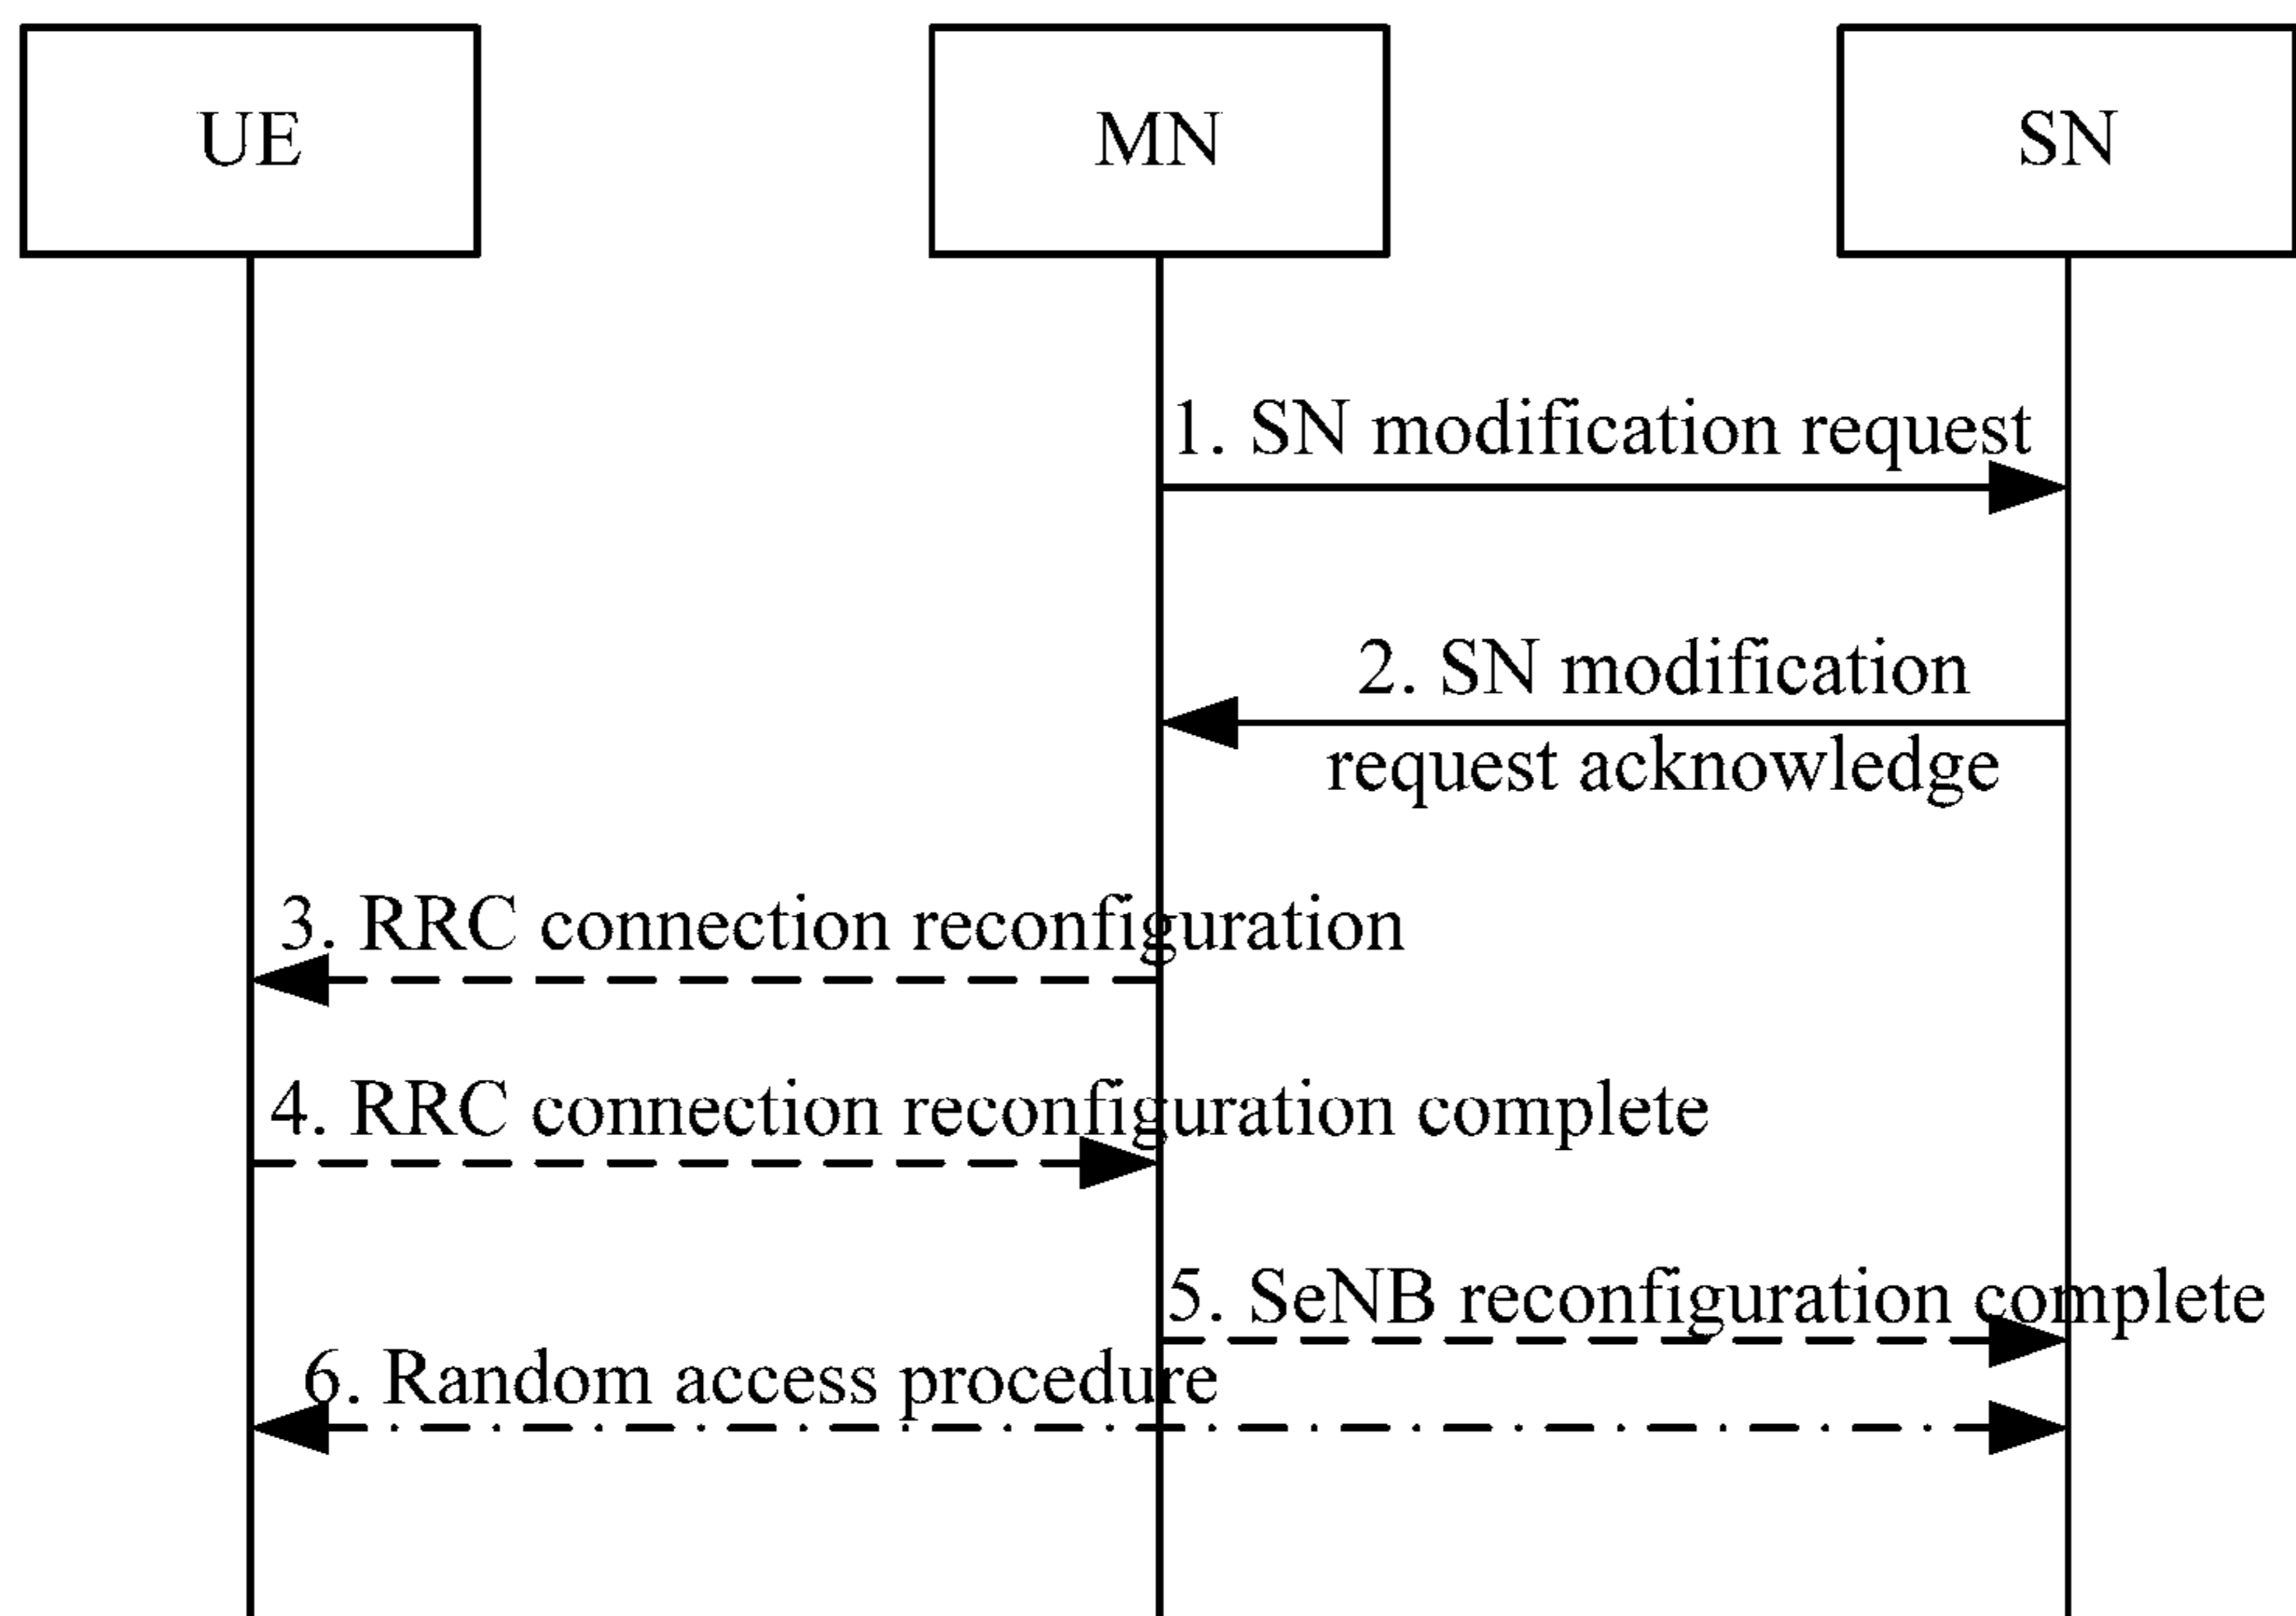 UE
MN
SN
1. SN modification request
2. SN modification
request acknowledge
3. RRC connection reconfiguration
4. RRC connection reconfiguration complete
5. SeNB reconfiguration complete
6. Random access procedure